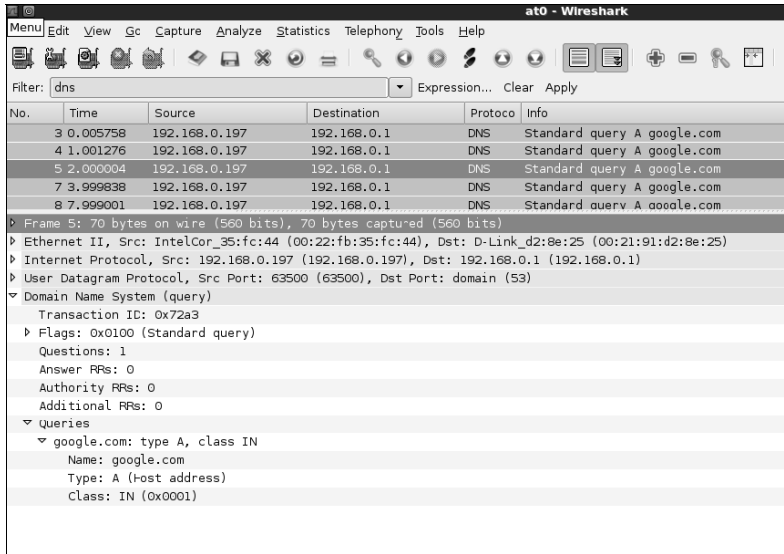 at0 - Wireshark
Menu Edit View Go Capture Analyze Statistics Telephony Tools Help
Filter: dns Expression... Clear Apply
No. Time Source Destination Protoco Info
3 0.005758 192.168.0.197 192.168.0.1 DNS Standard query A google.com
4 1.001276 192.168.0.197 192.168.0.1 DNS Standard query A google.com
5 2.000004 192.168.0.197 192.168.0.1 DNS Standard query A google.com
7 3.999838 192.168.0.197 192.168.0.1 DNS Standard query A google.com
8 7.999001 192.168.0.197 192.168.0.1 DNS Standard query A google.com
Frame 5: 70 bytes on wire (560 bits), 70 bytes captured (560 bits)
Ethernet II, Src: IntelCor_35:fc:44 (00:22:fb:35:fc:44), Dst: D-Link_d2:8e:25 (00:21:91:d2:8e:25)
Internet Protocol, Src: 192.168.0.197 (192.168.0.197), Dst: 192.168.0.1 (192.168.0.1)
User Datagram Protocol, Src Port: 63500 (63500), Dst Port: domain (53)
Domain Name System (query)
Transaction ID: 0x72a3
Flags: 0x0100 (Standard query)
Questions: 1
Answer RRs: 0
Authority RRs: 0
Additional RRs: 0
Queries
google.com: type A, class IN
Name: google.com
Type: A (Host address)
Class: IN (0x0001)